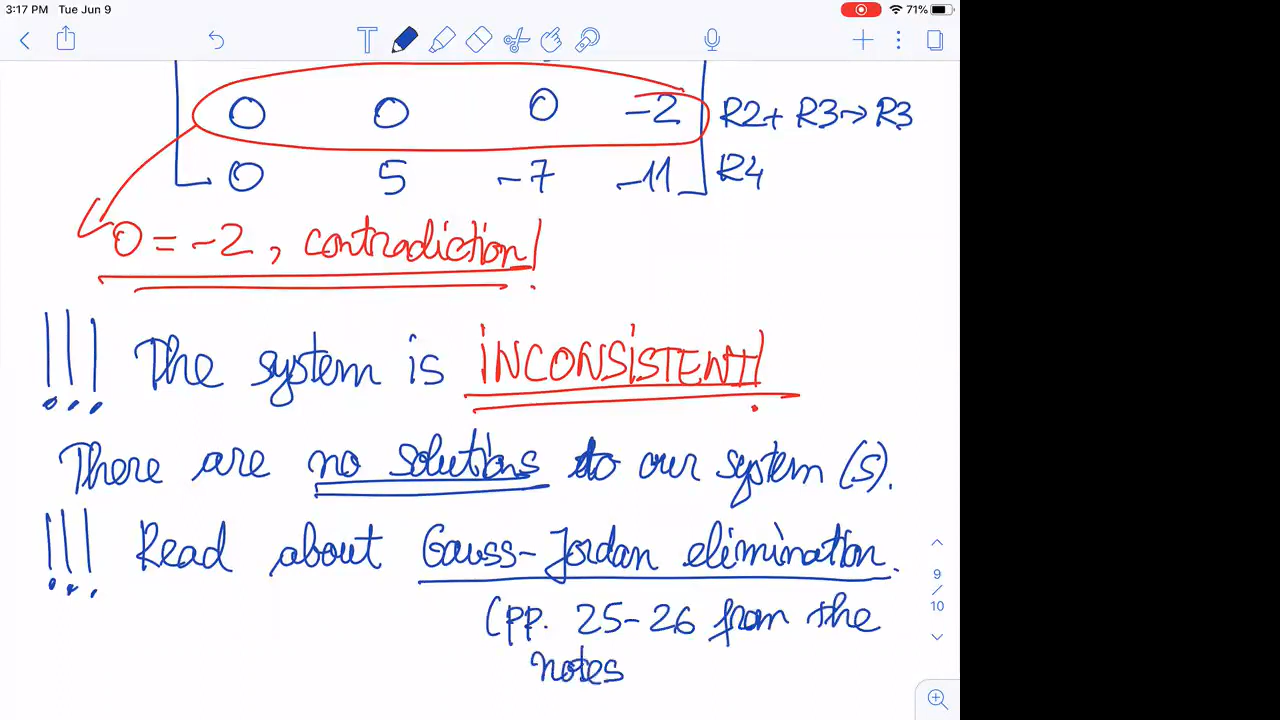 3:17 PM Tue Jun 9 71%
0 0 0 -2 R2 + R3 → R3
0 5 -7 -11 R4
0 = -2, contradiction!
!!! The system is INCONSISTENT!
There are no solutions to our system (s).
!!! Read about Gauss-Jordan elimination.
(pp. 25-26 from the
notes
9
/
10